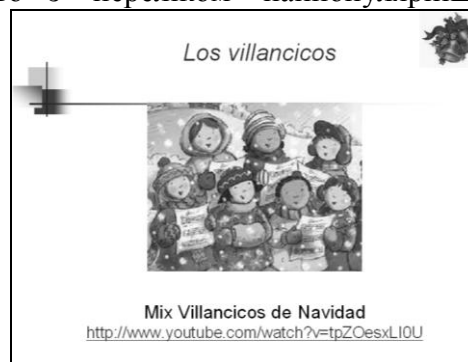 Los villancicos
Mix Villancicos de Navidad
http://www.youtube.com/watch?v=tpZOesxLI0U